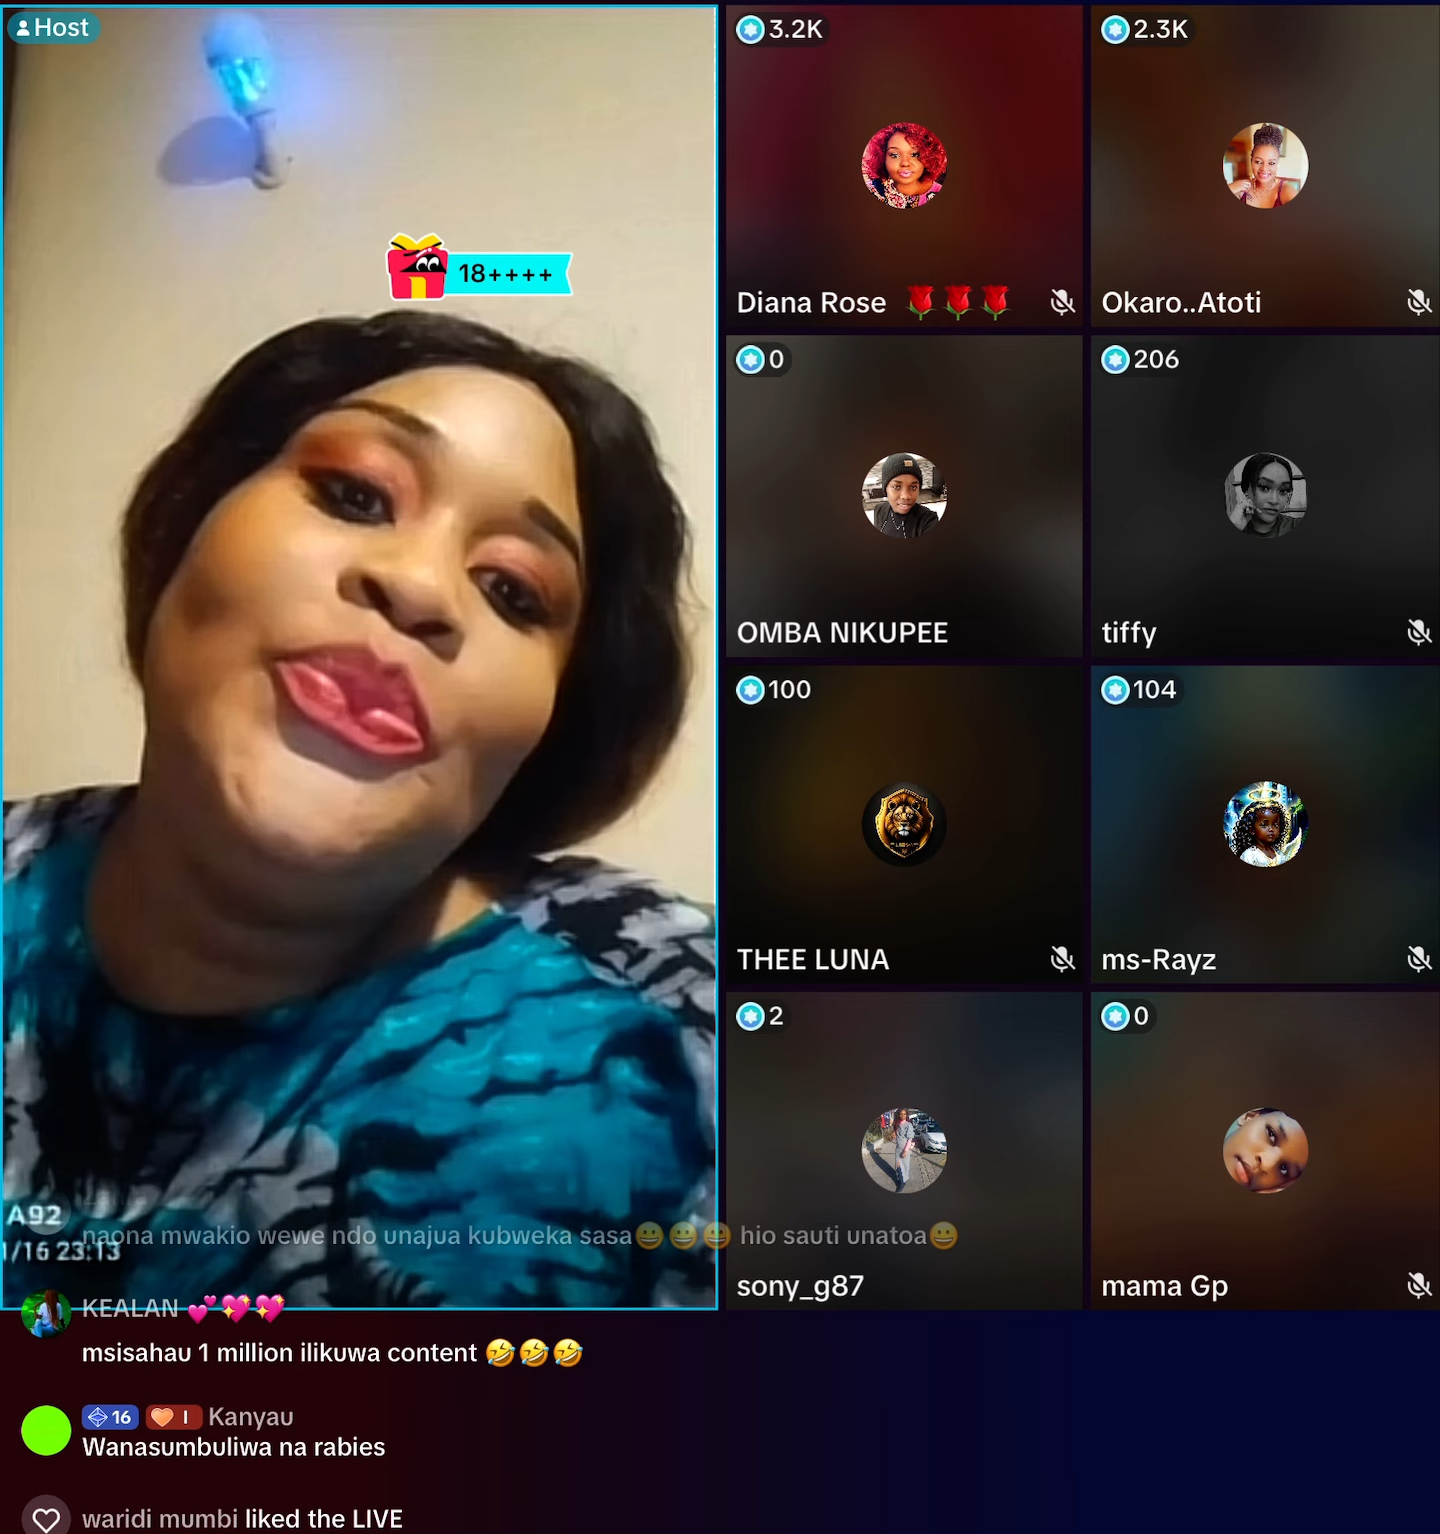 Host
18++++
3.2K
Diana Rose 🌹🌹🌹
2.3K
Okaro..Atoti
0
OMBA NIKUPEE
206
tiffy
100
THEE LUNA
104
ms-Rayz
2
sony_g87
0
mama Gp
A92
1/16 23:13
naona mwakio wewe ndo unajua kubweka sasa😀😀😀 hio sauti unatoa😀
KEALAN 💕💖💖
msisahau 1 million ilikuwa content 🤣🤣🤣
16 I Kanyau
Wanasumbuliwa na rabies
waridi mumbi liked the LIVE